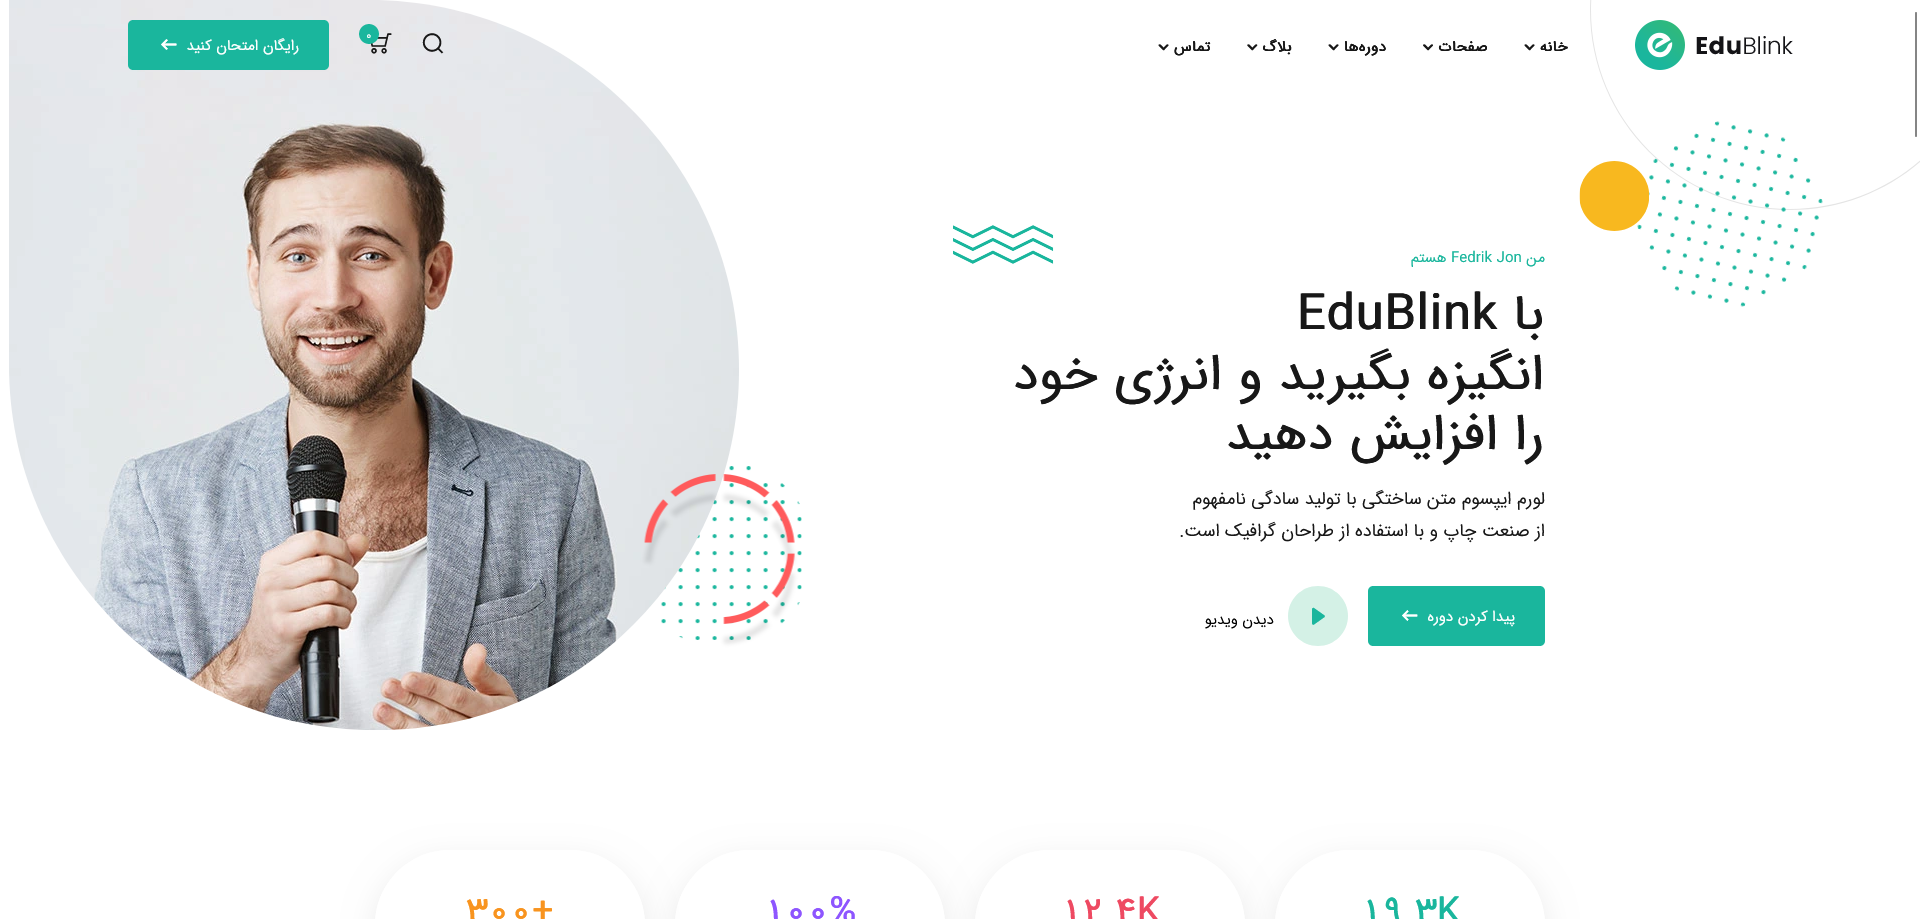 EduBlink
خانه
صفحات
دوره‌ها
بلاگ
تماس
۰
رایگان امتحان کنید
من Fedrik Jon هستم
با EduBlink
انگیزه بگیرید و انرژی خود
را افزایش دهید
لورم ایپسوم متن ساختگی با تولید سادگی نامفهوم
از صنعت چاپ و با استفاده از طراحان گرافیک است.
پیدا کردن دوره
دیدن ویدیو
۱۹.۳K
۱۲.۴K
۱۰۰%
۳۰۰+